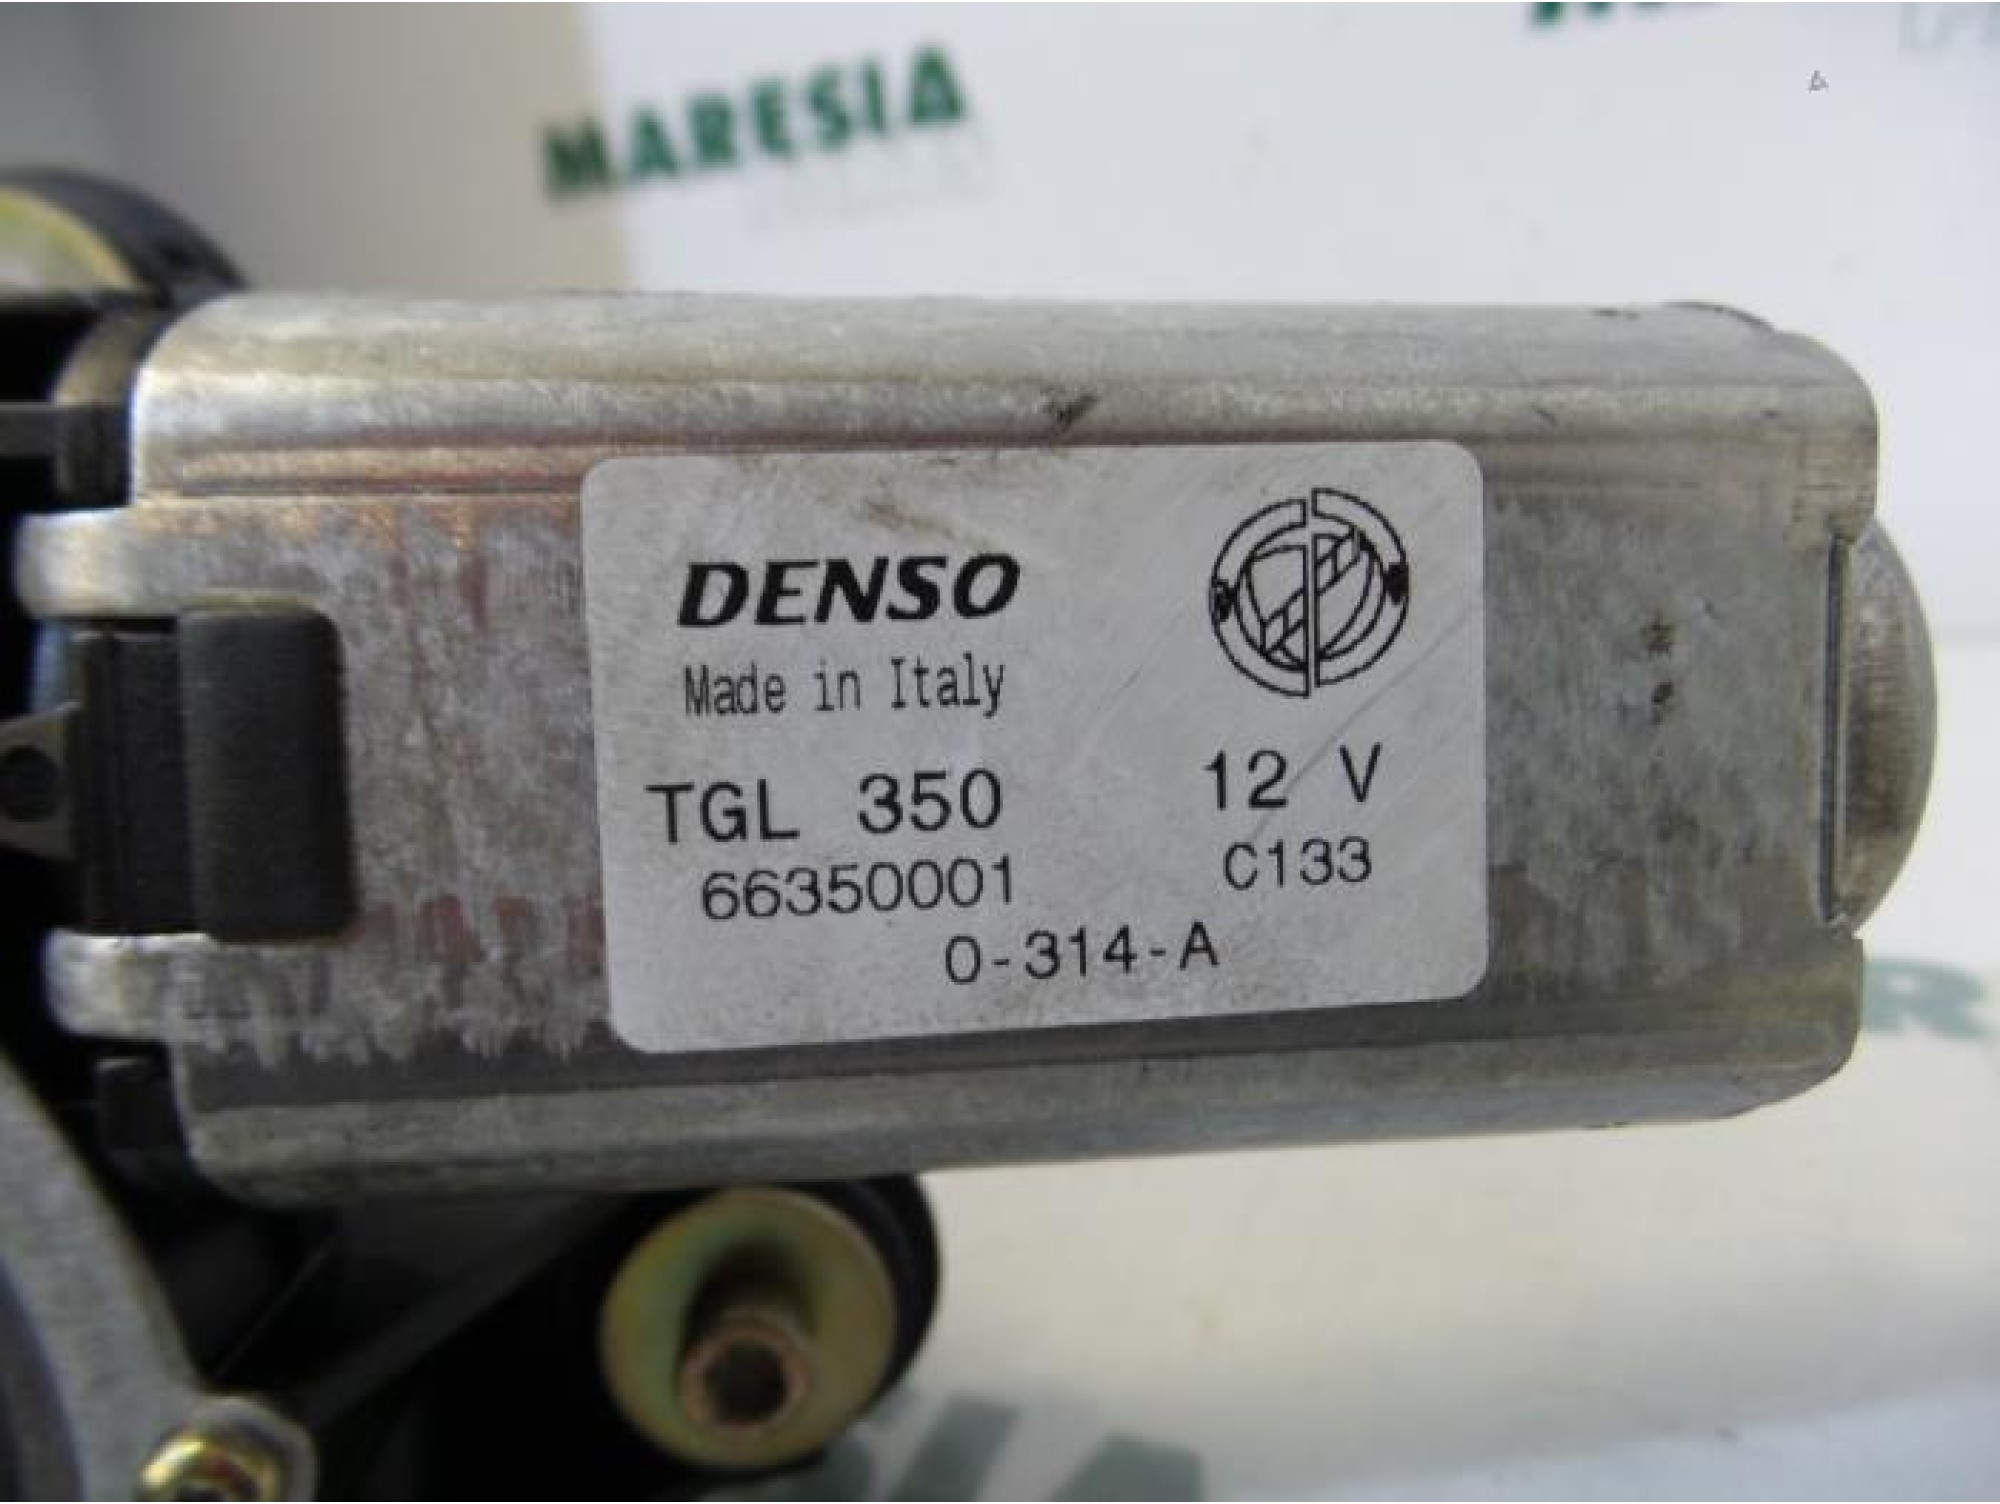 MARESIA
DENSO
Made in Italy
TGL 350 12 V
66350001 C133
0-314-A